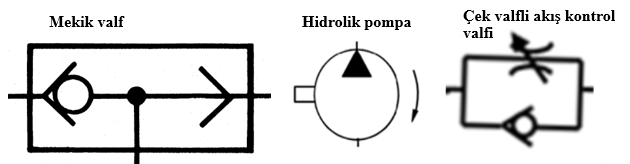 Mekik valf
Hidrolik pompa
Çek valfli akış kontrol
valfi